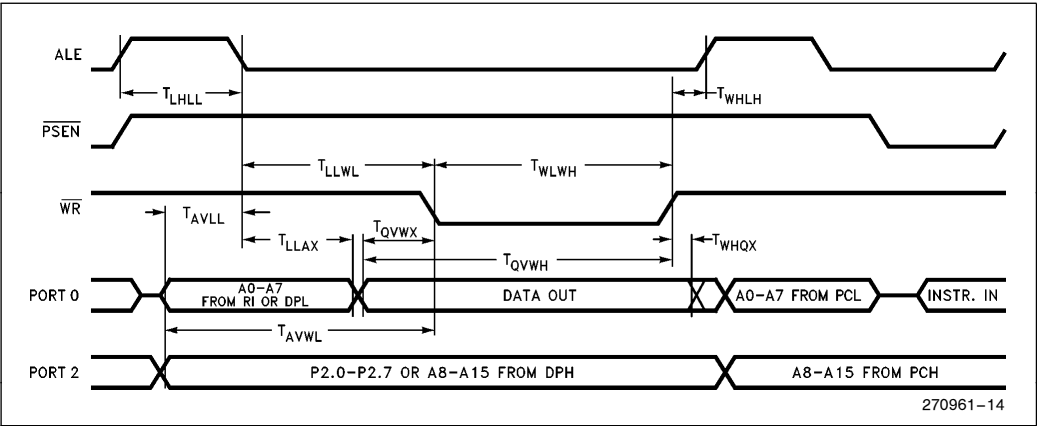 ALE
TLHLL
TWHLH
PSEN
TLLWL
TWLWH
WR
TAVLL
TLLAX
TQVWX
TWHQX
TQVWH
PORT 0
A0–A7
FROM RI OR DPL
DATA OUT
A0–A7 FROM PCL
INSTR. IN
TAVWL
PORT 2
P2.0–P2.7 OR A8–A15 FROM DPH
A8–A15 FROM PCH
270961–14